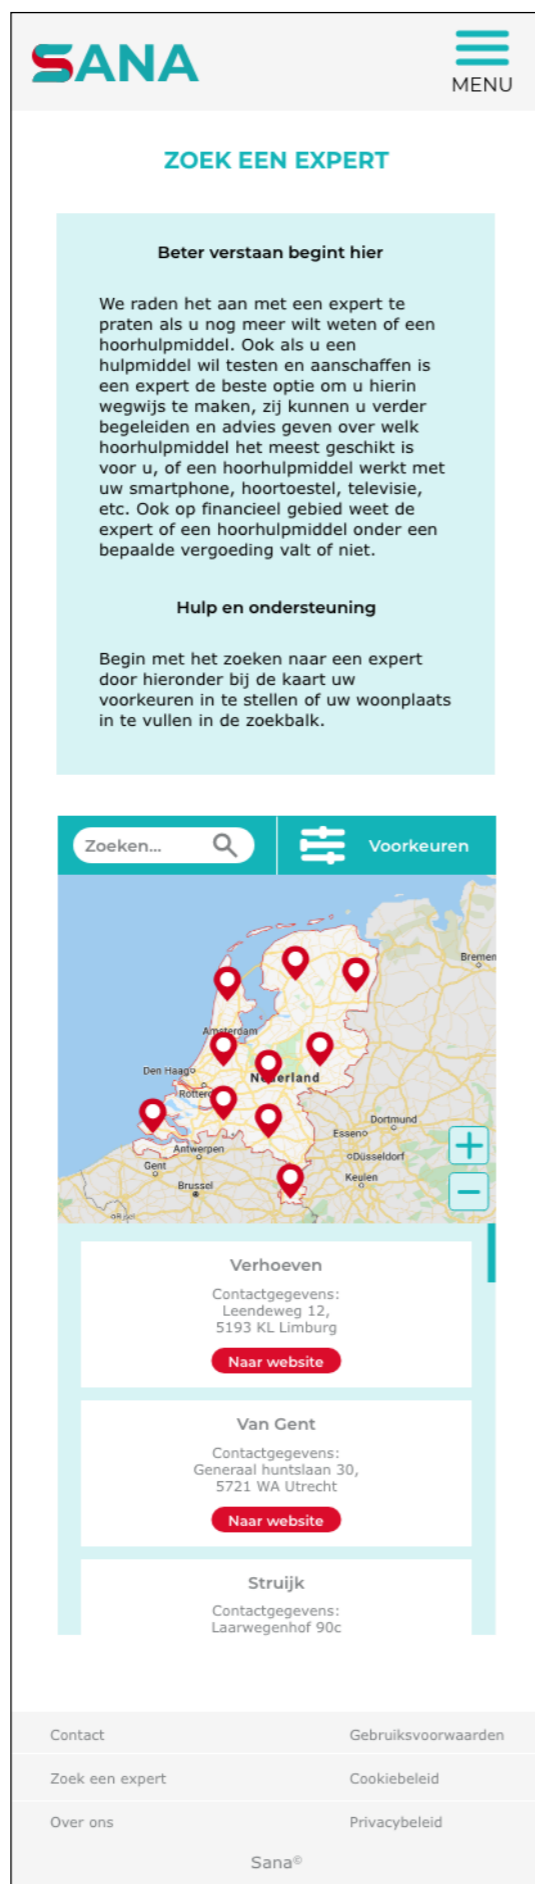 SANA
MENU
ZOEK EEN EXPERT
Beter verstaan begint hier
We raden het aan met een expert te
praten als u nog meer wilt weten of een
hoorhulpmiddel. Ook als u een
hulpmiddel wil testen en aanschaffen is
een expert de beste optie om u hierin
wegwijs te maken, zij kunnen u verder
begeleiden en advies geven over welk
hoorhulpmiddel het meest geschikt is
voor u, of een hoorhulpmiddel werkt met
uw smartphone, hoortoestel, televisie,
etc. Ook op financieel gebied weet de
expert of een hoorhulpmiddel onder een
bepaalde vergoeding valt of niet.
Hulp en ondersteuning
Begin met het zoeken naar een expert
door hieronder bij de kaart uw
voorkeuren in te stellen of uw woonplaats
in te vullen in de zoekbalk.
Zoeken...
Voorkeuren
Bremen
Amsterdam
Den Haag
Nederland
Dortmund
Essen
Antwerpen
Düsseldorf
Gent
Keulen
Brussel
Verhoeven
Contactgegevens:
Leendeweg 12,
5193 KL Limburg
Naar website
Van Gent
Contactgegevens:
Generaal huntslaan 30,
5721 WA Utrecht
Naar website
Struijk
Contactgegevens:
Laarwegenhof 90c
Contact
Gebruiksvoorwaarden
Zoek een expert
Cookiebeleid
Over ons
Privacybeleid
Sana©